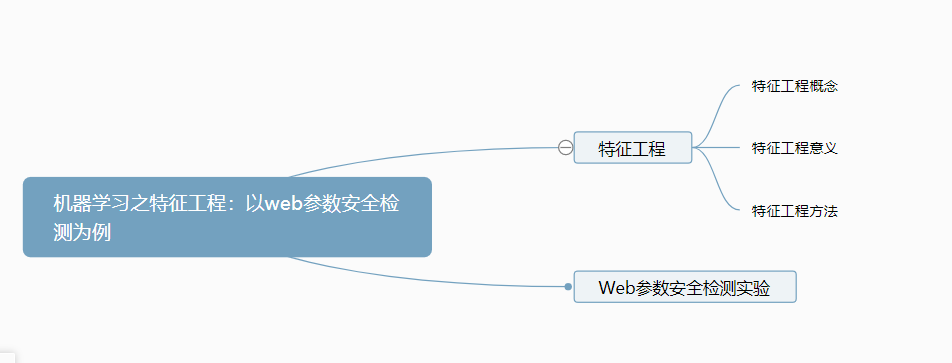 机器学习之特征工程：以web参数安全检
测为例
特征工程
特征工程概念
特征工程意义
特征工程方法
Web参数安全检测实验